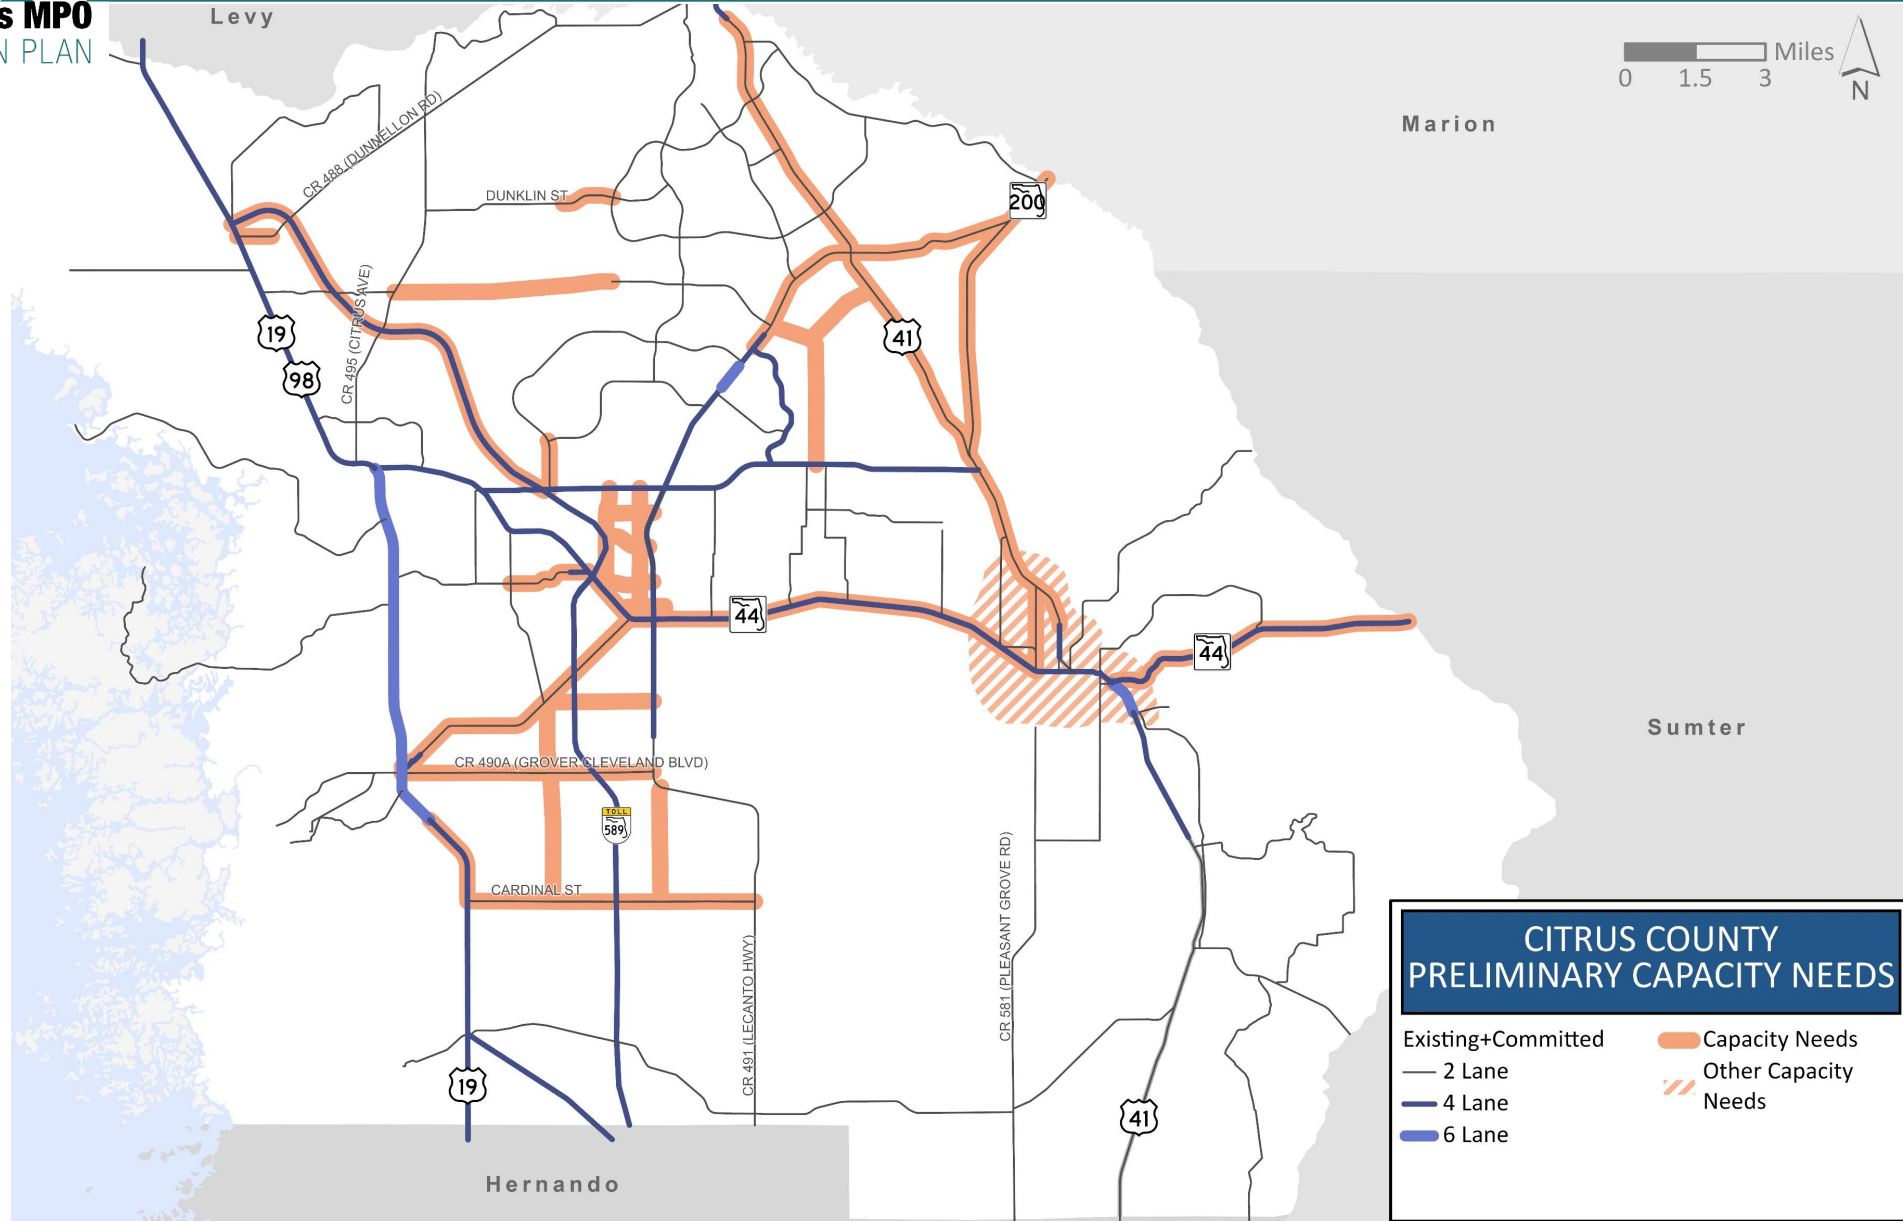 s MPO
N PLAN
Levy
0 1.5 3 Miles
N
Marion
CR 488 (DUNNELLON RD)
DUNKLIN ST
200
CR 495 (CITRUS AVE)
19
98
41
44
44
Sumter
CR 490A (GROVER CLEVELAND BLVD)
TOLL
589
CARDINAL ST
CR 581 (PLEASANT GROVE RD)
CR 491 (LECANTO HWY)
19
41
Hernando
CITRUS COUNTY
PRELIMINARY CAPACITY NEEDS
Existing+Committed
2 Lane
4 Lane
6 Lane
Capacity Needs
Other Capacity
Needs